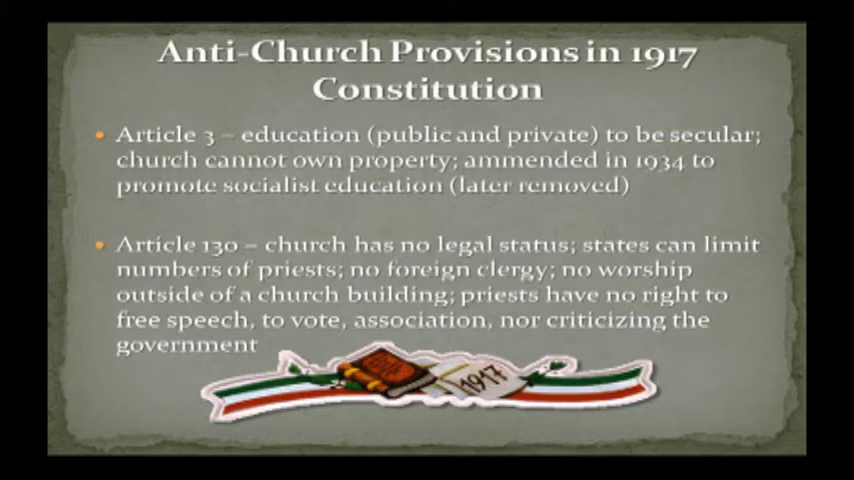 Anti-Church Provisions in 1917
Constitution
• Article 3 – education (public and private) to be secular;
church cannot own property; ammended in 1934 to
promote socialist education (later removed)
• Article 130 – church has no legal status; states can limit
numbers of priests; no foreign clergy; no worship
outside of a church building; priests have no right to
free speech, to vote, association, nor criticizing the
government
1917